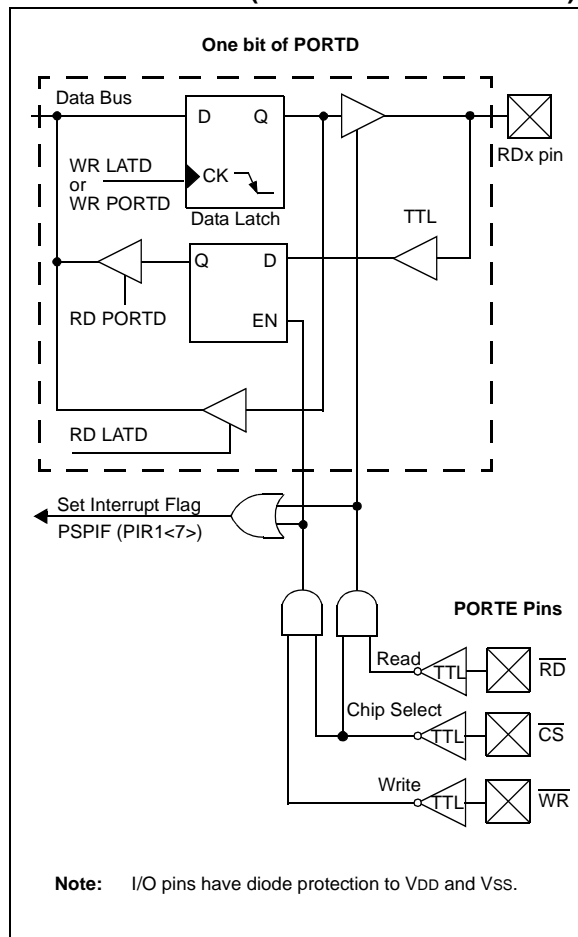 One bit of PORTD
Data Bus
D Q
RDx pin
WR LATD
or
WR PORTD
CK
Data Latch
TTL
Q D
RD PORTD
EN
RD LATD
Set Interrupt Flag
PSPIF (PIR1<7>)
PORTE Pins
Read
TTL
RD
Chip Select
TTL
CS
Write
TTL
WR
Note: I/O pins have diode protection to VDD and VSS.